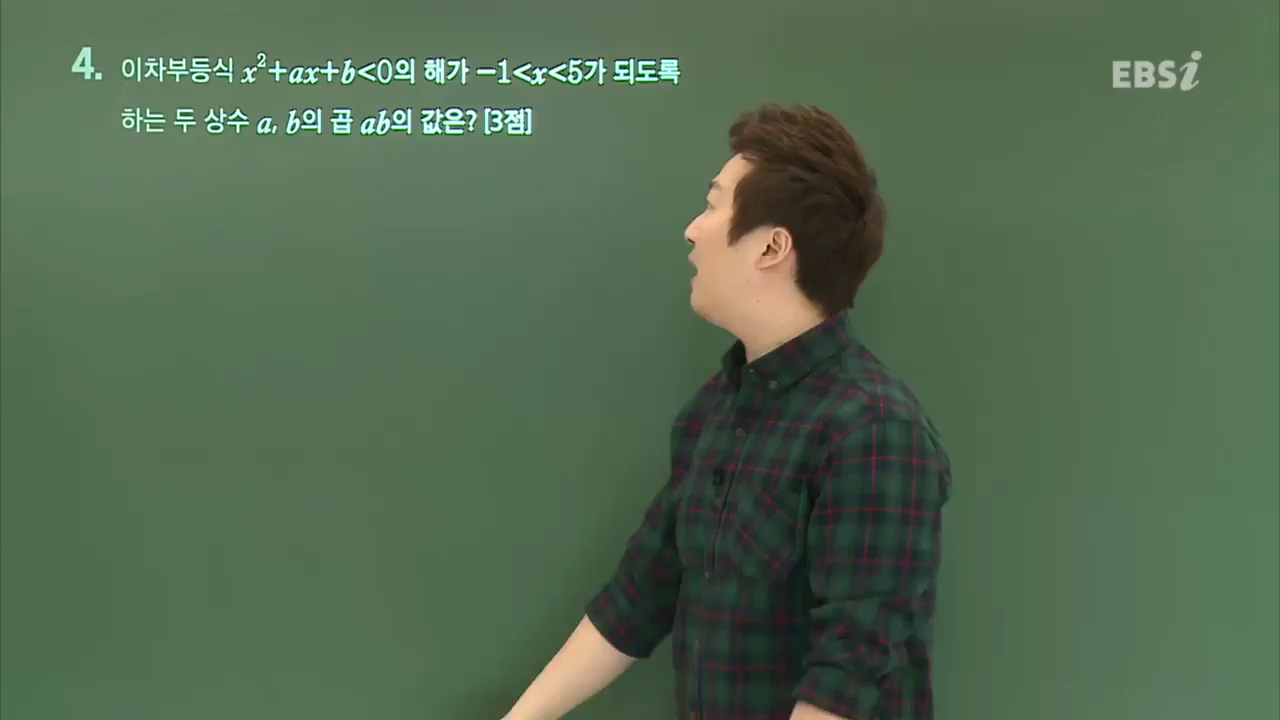 4. 이차부등식 x²+ax+b<0의 해가 −1<x<5가 되도록
하는 두 상수 a, b의 곱 ab의 값은? [3점]
EBSi